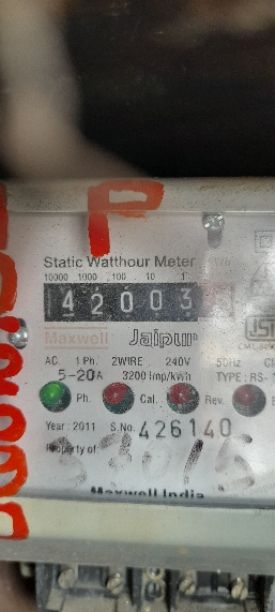 P
Static Watthour Meter
10000 1000 100 10 1
42003
Maxwell Jaipur
AC. 1 Ph. 2WIRE 240V 50Hz
5-20A 3200 Imp/kWh TYPE: RS-
Ph. Cal. Rev.
Year: 2011 S.No. 426140
Property of
Maxwell India